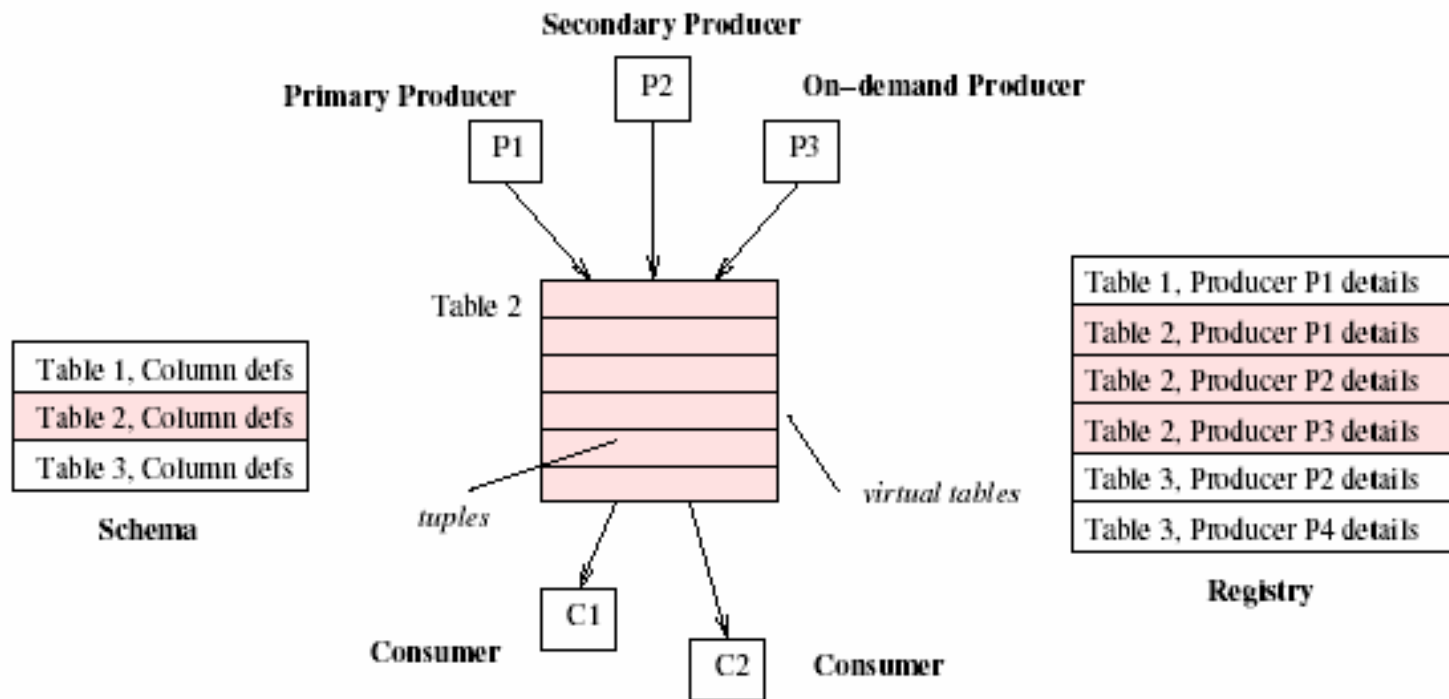 Secondary Producer
P2
Primary Producer
On-demand Producer
P1
P3
Table 2
Table 1, Column defs
Table 2, Column defs
Table 3, Column defs
Schema
tuples
virtual tables
Table 1, Producer P1 details
Table 2, Producer P1 details
Table 2, Producer P2 details
Table 2, Producer P3 details
Table 3, Producer P2 details
Table 3, Producer P4 details
Registry
C1
Consumer
C2
Consumer